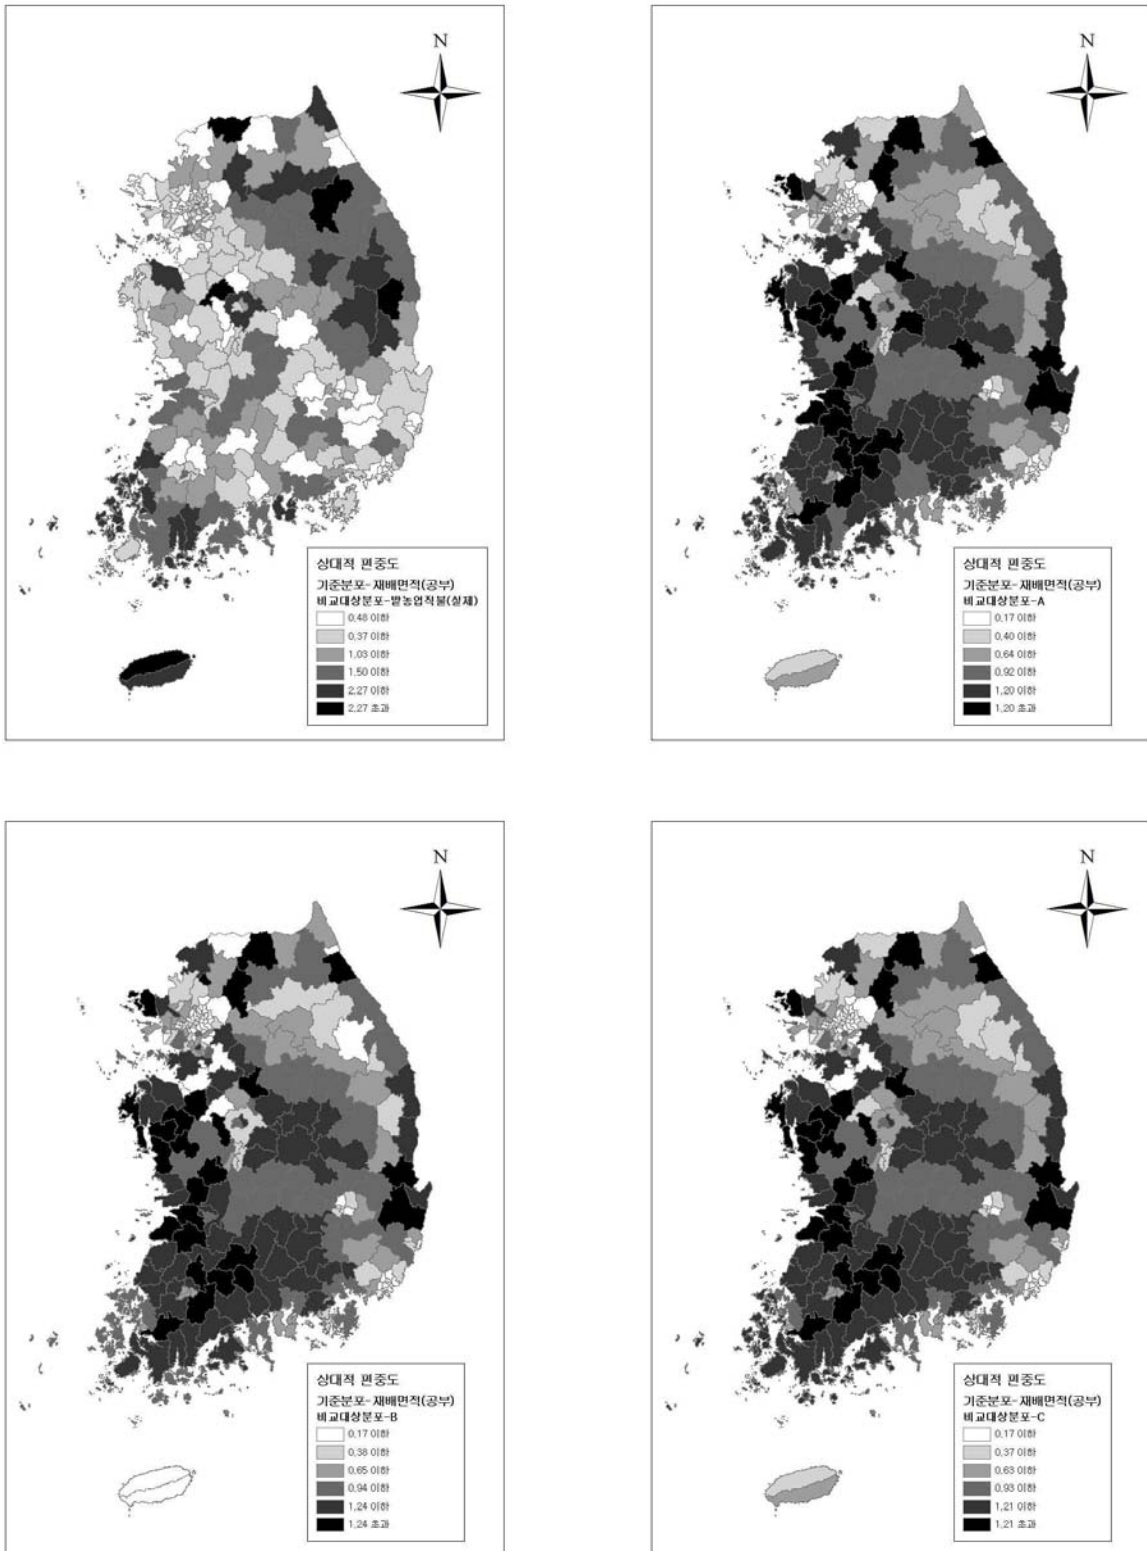 N
상대적 편중도
기준분포-재배면적(공부)
비교대상분포-밭농업직불(실제)
0.48 이하
0.37 이하
1.03 이하
1.50 이하
2.27 이하
2.27 초과
N
상대적 편중도
기준분포-재배면적(공부)
비교대상분포-A
0.17 이하
0.40 이하
0.64 이하
0.92 이하
1.20 이하
1.20 초과
N
상대적 편중도
기준분포-재배면적(공부)
비교대상분포-B
0.17 이하
0.38 이하
0.65 이하
0.94 이하
1.24 이하
1.24 초과
N
상대적 편중도
기준분포-재배면적(공부)
비교대상분포-C
0.17 이하
0.37 이하
0.63 이하
0.93 이하
1.21 이하
1.21 초과